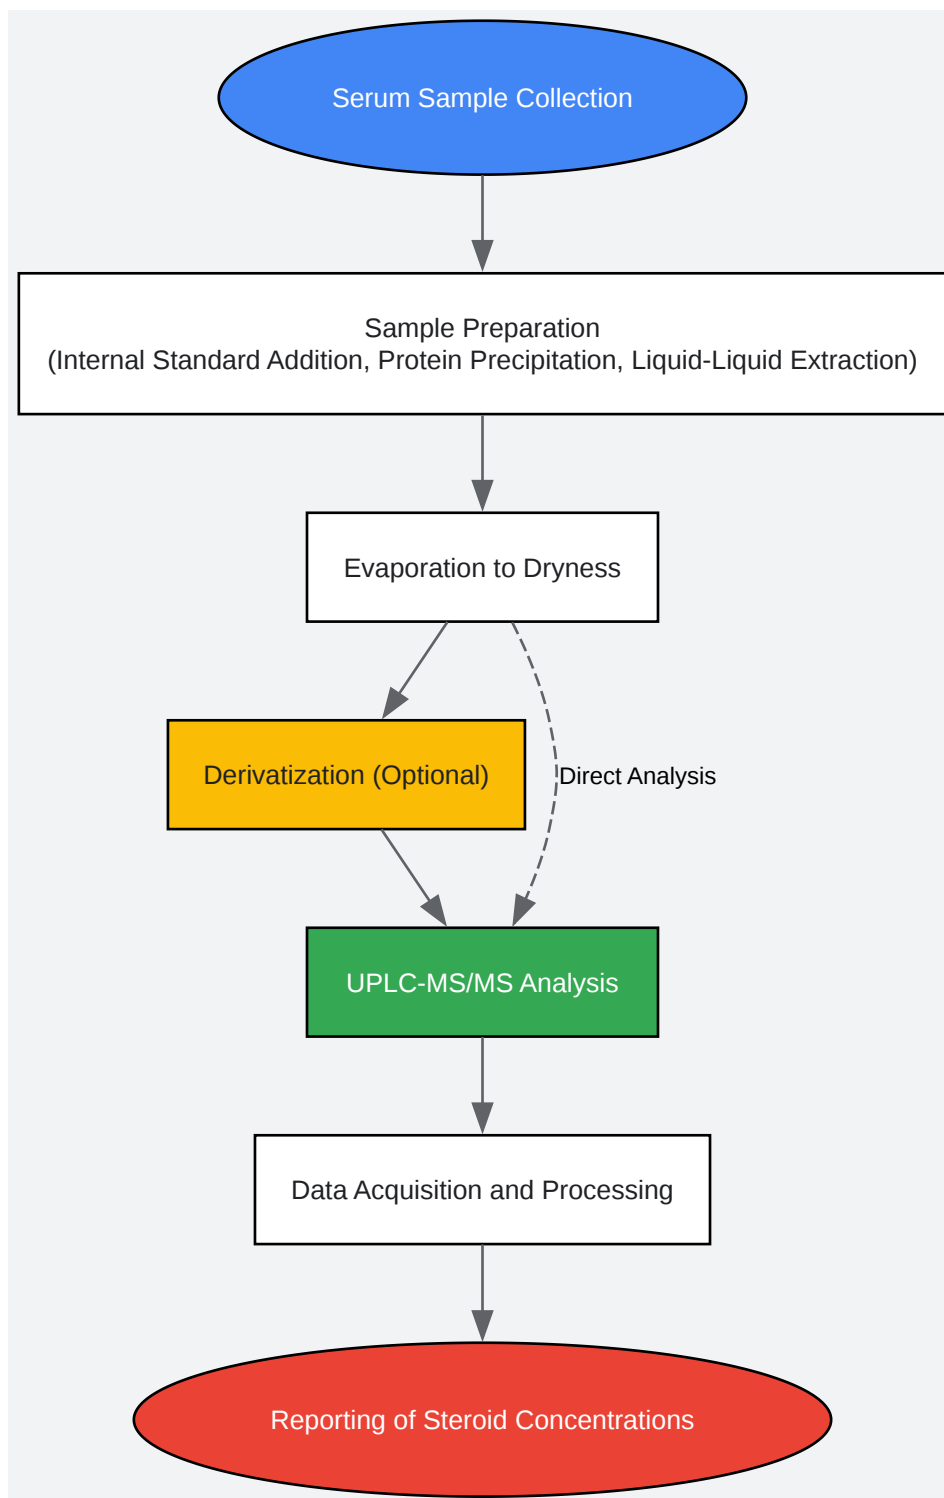 Serum Sample Collection
Sample Preparation
(Internal Standard Addition, Protein Precipitation, Liquid-Liquid Extraction)
Evaporation to Dryness
Derivatization (Optional)
Direct Analysis
UPLC-MS/MS Analysis
Data Acquisition and Processing
Reporting of Steroid Concentrations